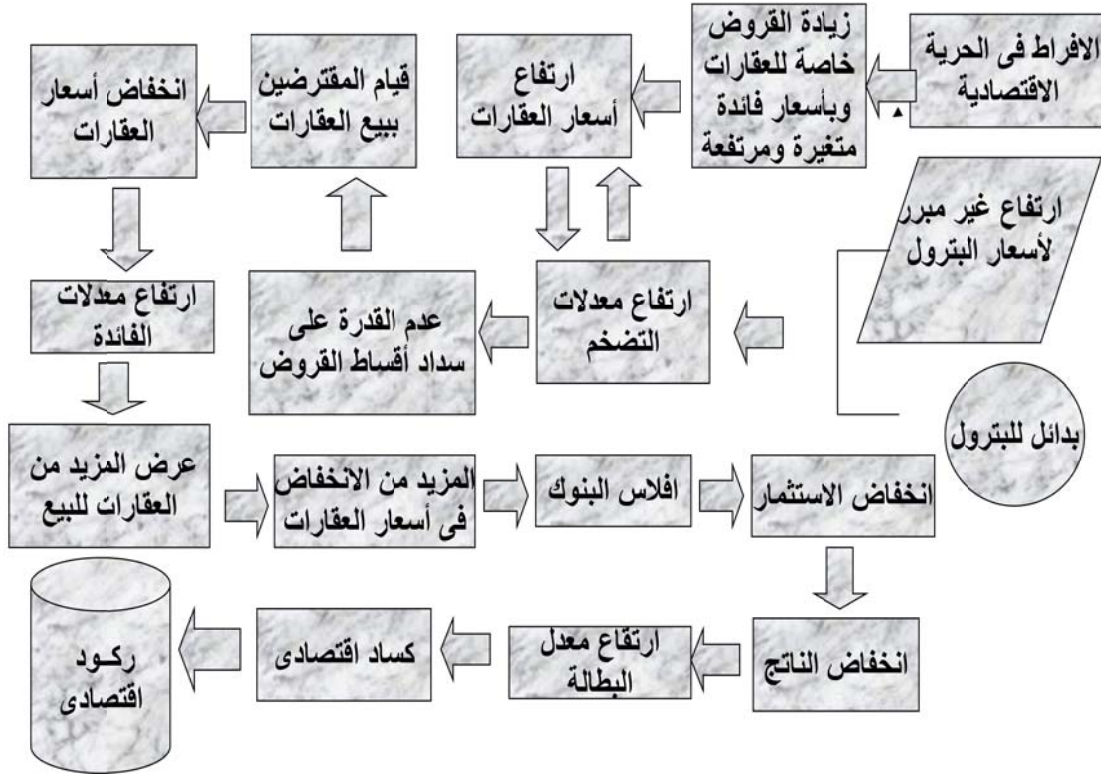 الافراط فى الحرية
الاقتصادية
زيادة القروض
خاصة للعقارات
وبأسعار فائدة
متغيرة ومرتفعة
ارتفاع
أسعار العقارات
قيام المقترضين
ببيع العقارات
انخفاض أسعار
العقارات
ارتفاع غير مبرر
لأسعار البترول
بدائل للبترول
ارتفاع معدلات
التضخم
عدم القدرة على
سداد أقساط القروض
ارتفاع معدلات
الفائدة
عرض المزيد من
العقارات للبيع
المزيد من الانخفاض
فى أسعار العقارات
افلاس البنوك
انخفاض الاستثمار
انخفاض الناتج
ارتفاع معدل
البطالة
كساد اقتصادى
ركـود
اقتصادى